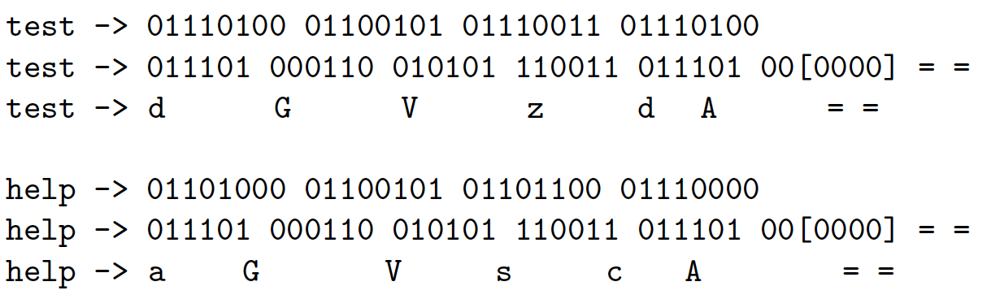 test -> 01110100 01100101 01110011 01110100
test -> 011101 000110 010101 110011 011101 00[0000] = =
test -> d G V z d A = =
help -> 01101000 01100101 01101100 01110000
help -> 011101 000110 010101 110011 011101 00[0000] = =
help -> a G V s c A = =